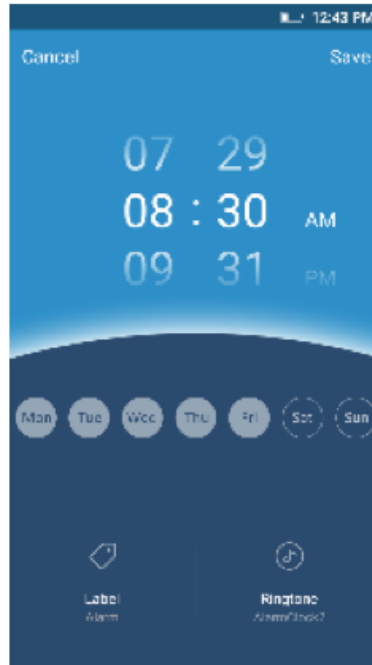 12:43 PM
Cancel Save
07 29
08 : 30 AM
09 31 PM
Mon Tue Wed Thu Fri Sat Sun
Label Ringtone
Alarm AlarmClock2